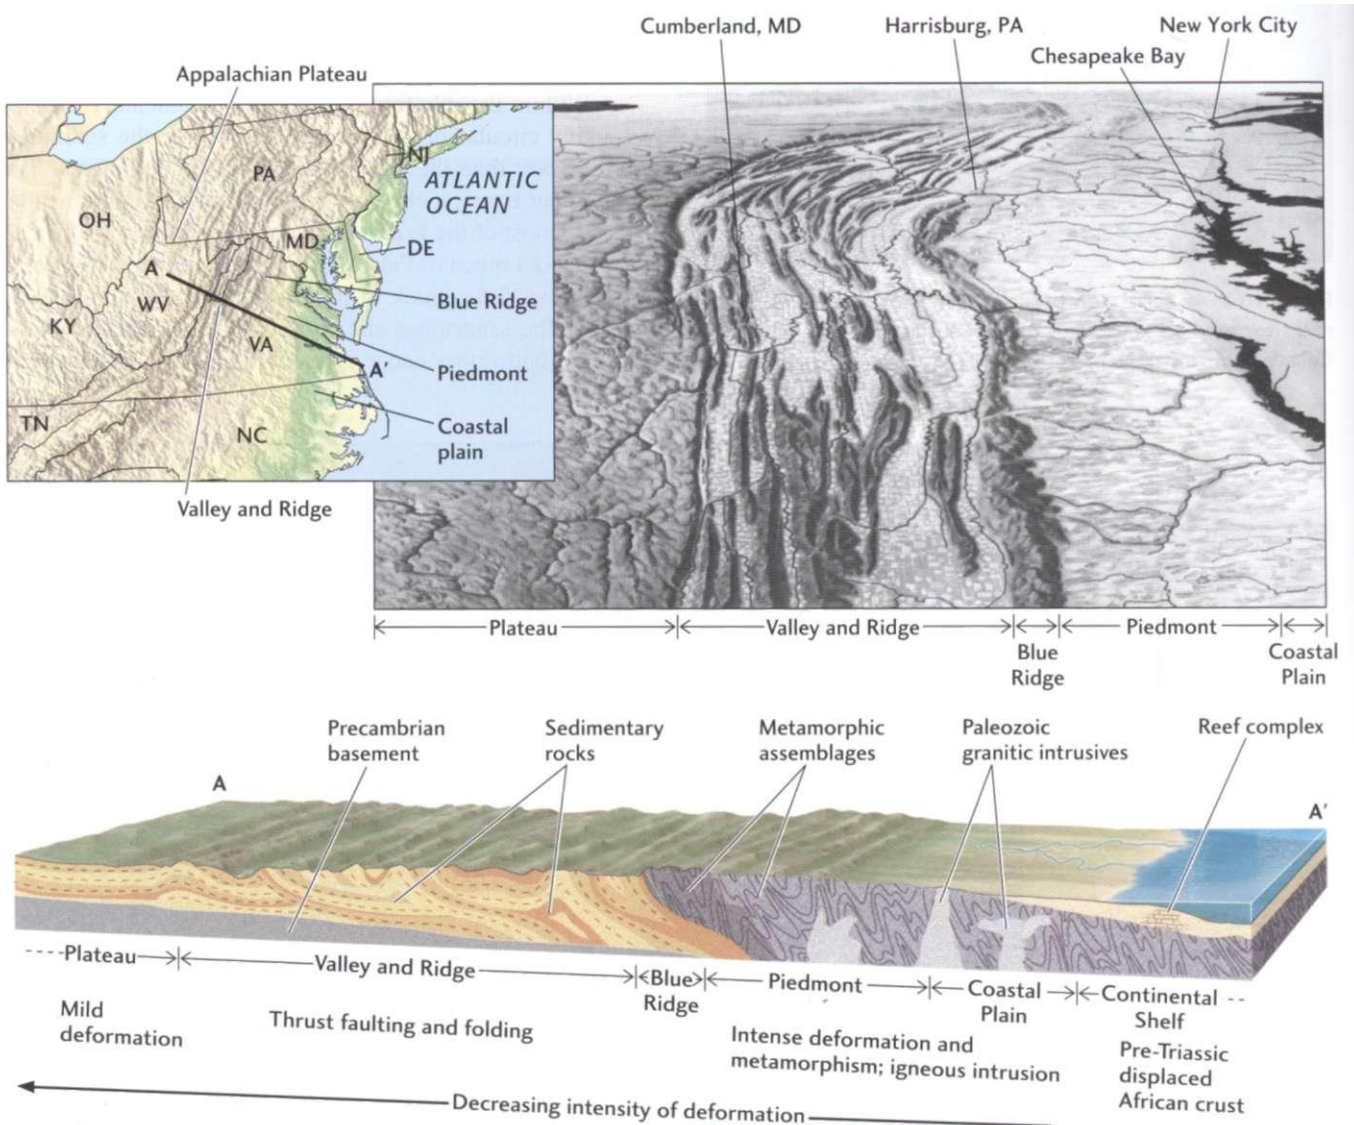 Cumberland, MD
Harrisburg, PA
New York City
Chesapeake Bay
Appalachian Plateau
NJ
PA
ATLANTIC
OCEAN
OH
MD
DE
A
WV
Blue Ridge
KY
VA
A'
Piedmont
TN
NC
Coastal
plain
Valley and Ridge
Plateau
Valley and Ridge
Blue
Ridge
Piedmont
Coastal
Plain
Precambrian
basement
Sedimentary
rocks
Metamorphic
assemblages
Paleozoic
granitic intrusives
Reef complex
A
A'
Plateau
Valley and Ridge
Blue
Ridge
Piedmont
Coastal
Plain
Continental
Shelf
Mild
deformation
Thrust faulting and folding
Intense deformation and
metamorphism; igneous intrusion
Pre-Triassic
displaced
African crust
Decreasing intensity of deformation